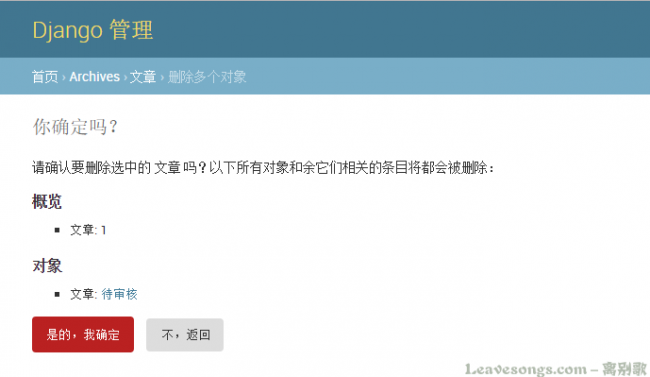 Django 管理
首页 › Archives › 文章 › 删除多个对象
你确定吗？
请确认要删除选中的 文章 吗？以下所有对象和余它们相关的条目将都会被删除：
概览
文章: 1
对象
文章: 待审核
是的，我确定 不，返回
Leavesongs.com – 离别歌